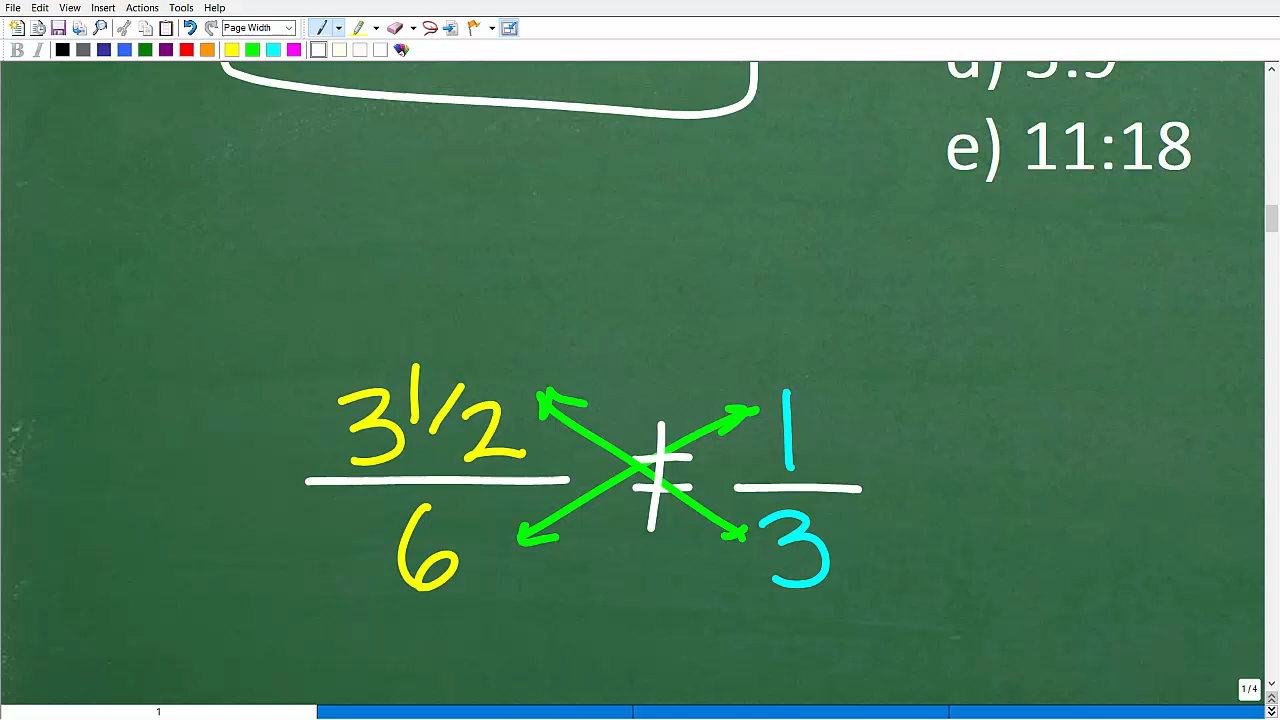 File Edit View Insert Actions Tools Help
Page Width
B I
e) 11:18
3 1/2 1
≠
6 3
1/4
1